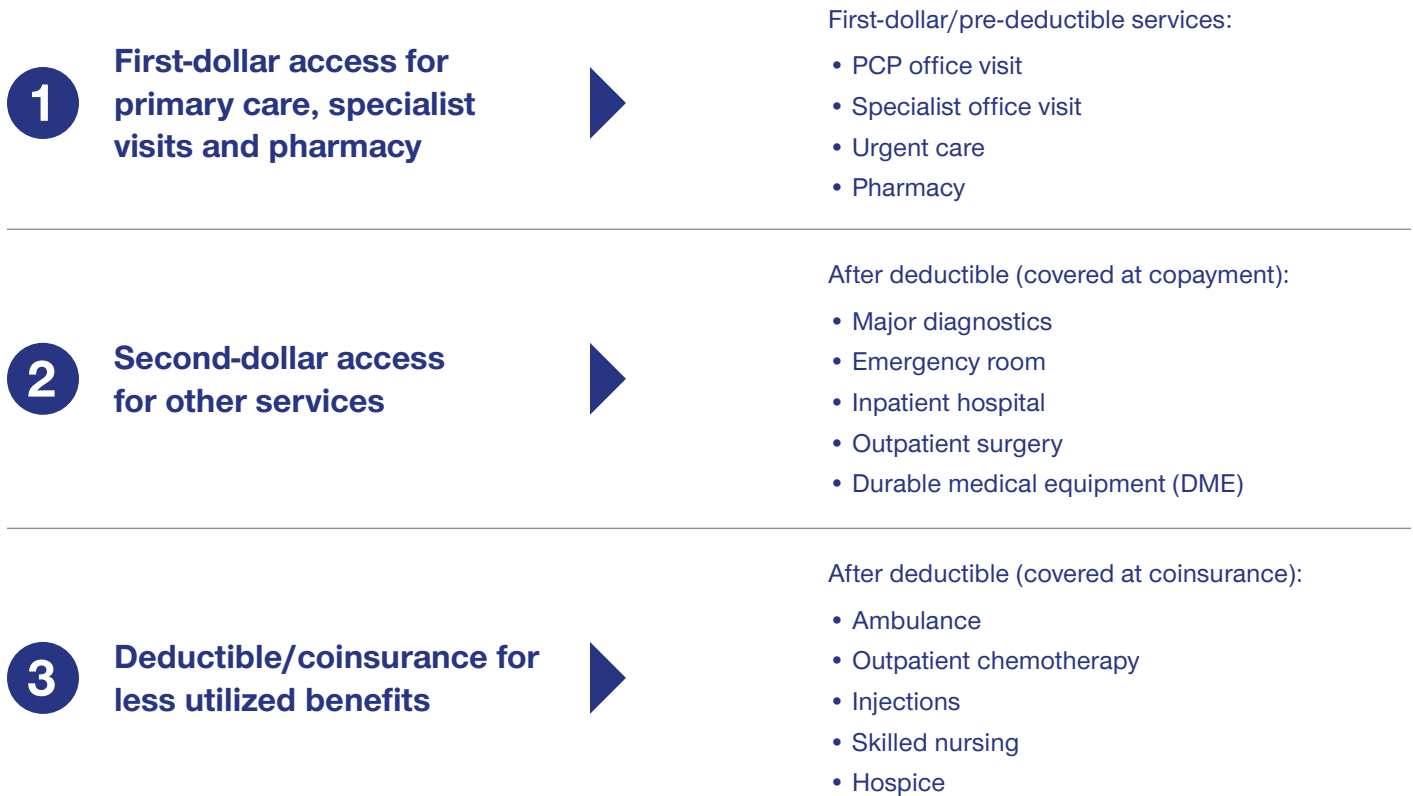 1
First-dollar access for
primary care, specialist
visits and pharmacy
First-dollar/pre-deductible services:
• PCP office visit
• Specialist office visit
• Urgent care
• Pharmacy
2
Second-dollar access
for other services
After deductible (covered at copayment):
• Major diagnostics
• Emergency room
• Inpatient hospital
• Outpatient surgery
• Durable medical equipment (DME)
3
Deductible/coinsurance for
less utilized benefits
After deductible (covered at coinsurance):
• Ambulance
• Outpatient chemotherapy
• Injections
• Skilled nursing
• Hospice